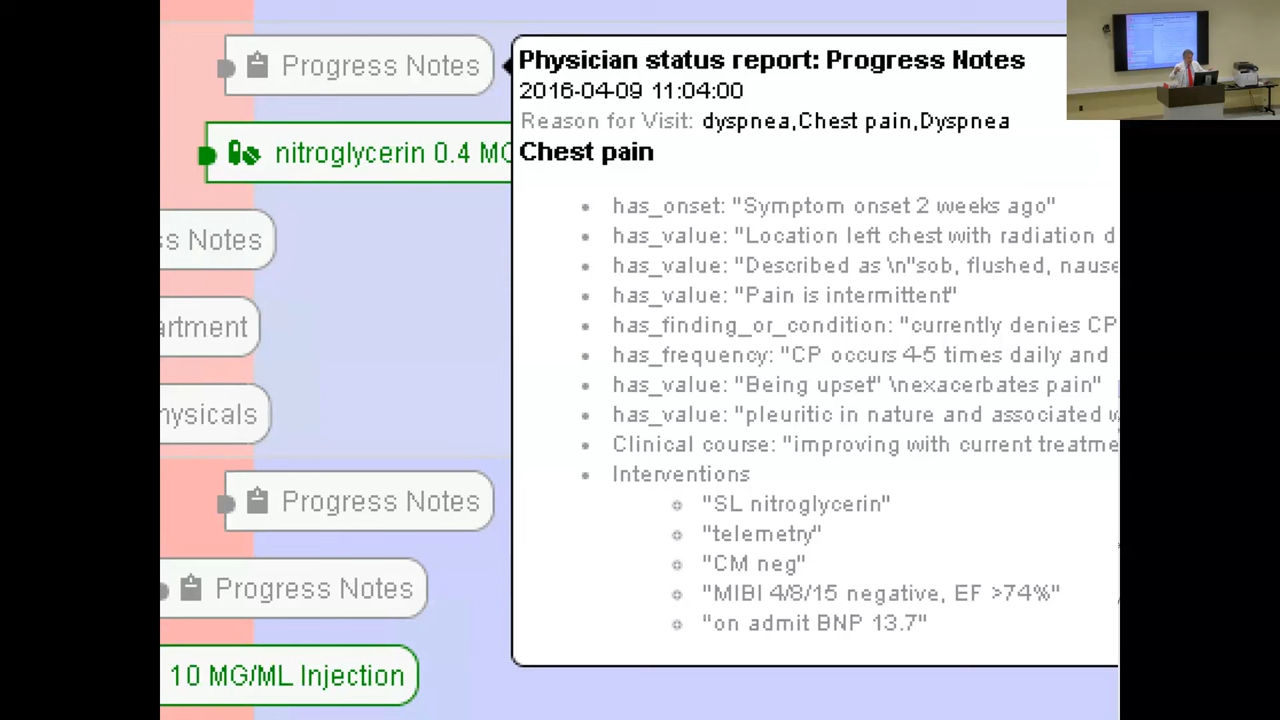 Progress Notes
nitroglycerin 0.4
ss Notes
artment
hysicals
Progress Notes
Progress Notes
10 MG/ML Injection
Physician status report: Progress Notes
2016-04-09 11:04:00
Reason for Visit: dyspnea,Chest pain,Dyspnea
Chest pain
• has_onset: "Symptom onset 2 weeks ago"
• has_value: "Location left chest with radiation d
• has_value: "Described as \n"sob, flushed, nause
• has_value: "Pain is intermittent"
• has_finding_or_condition: "currently denies CP
• has_frequency: "CP occurs 4-5 times daily and
• has_value: "Being upset" \nexacerbates pain"
• has_value: "pleuritic in nature and associated w
• Clinical course: "improving with current treatme
• Interventions
"SL nitroglycerin"
"telemetry"
"CM neg"
"MIBI 4/8/15 negative, EF >74%"
"on admit BNP 13.7"